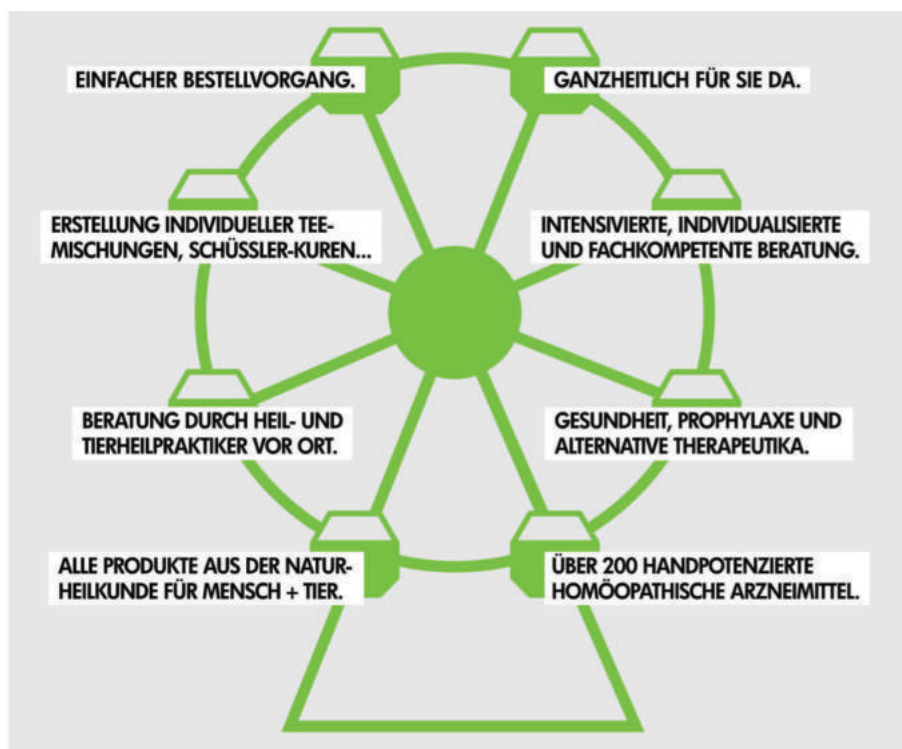 EINFACHER BESTELLVORGANG.
GANZHEITLICH FÜR SIE DA.
ERSTELLUNG INDIVIDUELLER TEE-
MISCHUNGEN, SCHÜSSLER-KUREN...
INTENSIVIERTE, INDIVIDUALISIERTE
UND FACHKOMPETENTE BERATUNG.
BERATUNG DURCH HEIL- UND
TIERHEILPRAKTIKER VOR ORT.
GESUNDHEIT, PROPHYLAXE UND
ALTERNATIVE THERAPEUTIKA.
ALLE PRODUKTE AUS DER NATUR-
HEILKUNDE FÜR MENSCH + TIER.
ÜBER 200 HANDPOTENZIERTE
HOMÖOPATHISCHE ARZNEIMITTEL.